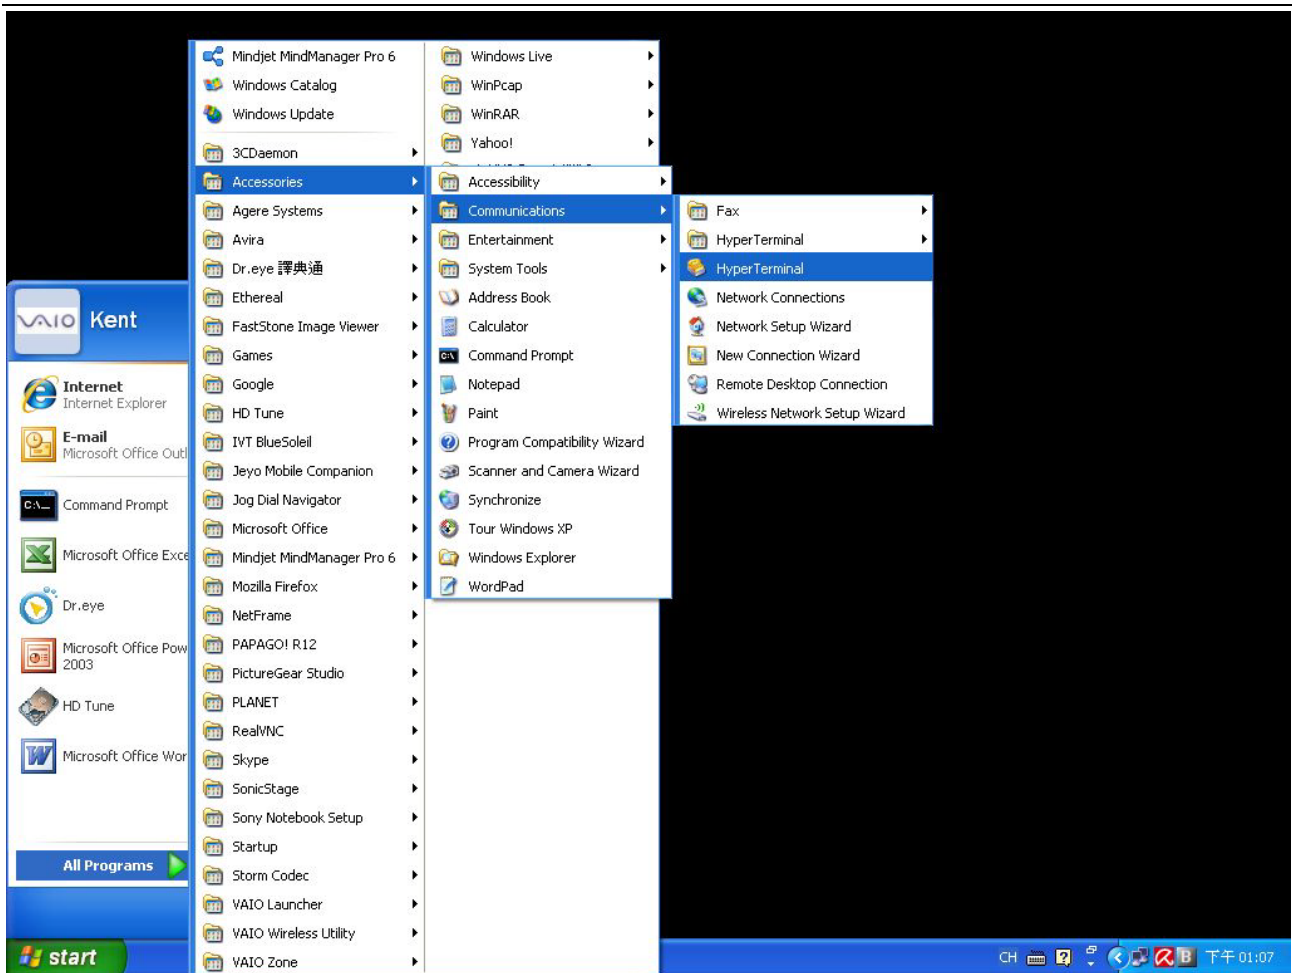 Mindjet MindManager Pro 6
Windows Catalog
Windows Update
3CDaemon
Accessories
Agere Systems
Avira
Dr.eye 譯典通
Ethereal
FastStone Image Viewer
Games
Google
HD Tune
IVT BlueSoleil
Jeyo Mobile Companion
Jog Dial Navigator
Microsoft Office
Mindjet MindManager Pro 6
Mozilla Firefox
NetFrame
PAPAGO! R12
PictureGear Studio
PLANET
RealVNC
Skype
SonicStage
Sony Notebook Setup
Startup
Storm Codec
VAIO Launcher
VAIO Wireless Utility
VAIO Zone
Windows Live
WinPcap
WinRAR
Yahoo!
Accessibility
Communications
Entertainment
System Tools
Address Book
Calculator
Command Prompt
Notepad
Paint
Program Compatibility Wizard
Scanner and Camera Wizard
Synchronize
Tour Windows XP
Windows Explorer
WordPad
Fax
HyperTerminal
HyperTerminal
Network Connections
Network Setup Wizard
New Connection Wizard
Remote Desktop Connection
Wireless Network Setup Wizard
VAIO
Kent
Internet
Internet Explorer
E-mail
Microsoft Office Outl
C:\_
Command Prompt
Microsoft Office Exce
Dr.eye
Microsoft Office Pow
2003
HD Tune
Microsoft Office Wor
All Programs
start
CH
下午 01:07